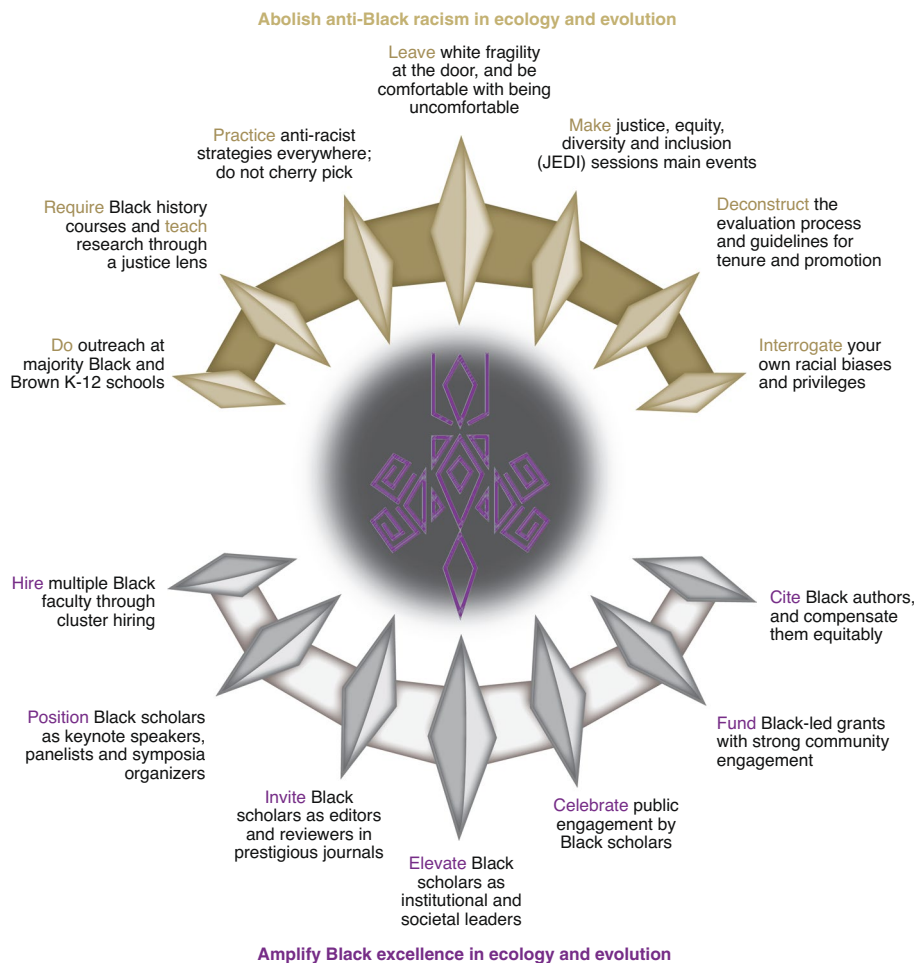 Abolish anti-Black racism in ecology and evolution
Leave white fragility
at the door, and be
comfortable with being
uncomfortable
Practice anti-racist
strategies everywhere;
do not cherry pick
Make justice, equity,
diversity and inclusion
(JEDI) sessions main events
Require Black history
courses and teach
research through
a justice lens
Deconstruct the
evaluation process
and guidelines for
tenure and promotion
Do outreach at
majority Black and
Brown K-12 schools
Interrogate your
own racial biases
and privileges
Hire multiple Black
faculty through
cluster hiring
Cite Black authors,
and compensate
them equitably
Position Black scholars
as keynote speakers,
panelists and symposia
organizers
Fund Black-led grants
with strong community
engagement
Invite Black
scholars as editors
and reviewers in
prestigious journals
Celebrate public
engagement by
Black scholars
Elevate Black
scholars as
institutional and
societal leaders
Amplify Black excellence in ecology and evolution